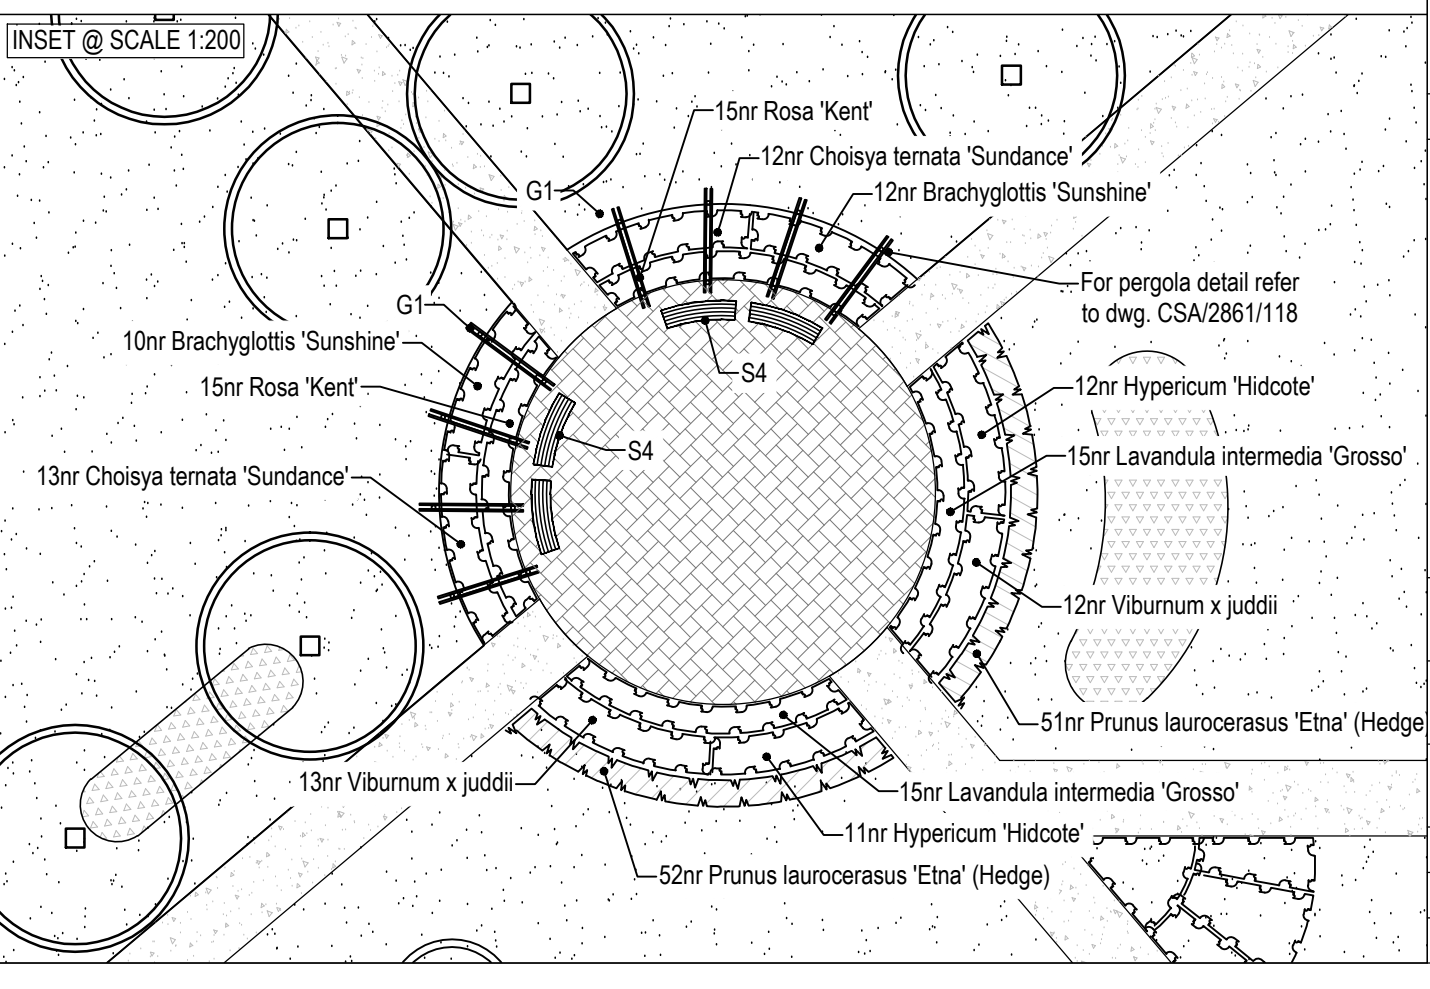 INSET @ SCALE 1:200
15nr Rosa 'Kent'
12nr Choisya ternata 'Sundance'
G1
12nr Brachyglottis 'Sunshine'
For pergola detail refer
to dwg. CSA/2861/118
G1
10nr Brachyglottis 'Sunshine'
15nr Rosa 'Kent'
S4
12nr Hypericum 'Hidcote'
S4
15nr Lavandula intermedia 'Grosso'
13nr Choisya ternata 'Sundance'
12nr Viburnum x juddii
51nr Prunus laurocerasus 'Etna' (Hedge
13nr Viburnum x juddii
15nr Lavandula intermedia 'Grosso'
11nr Hypericum 'Hidcote'
52nr Prunus laurocerasus 'Etna' (Hedge)